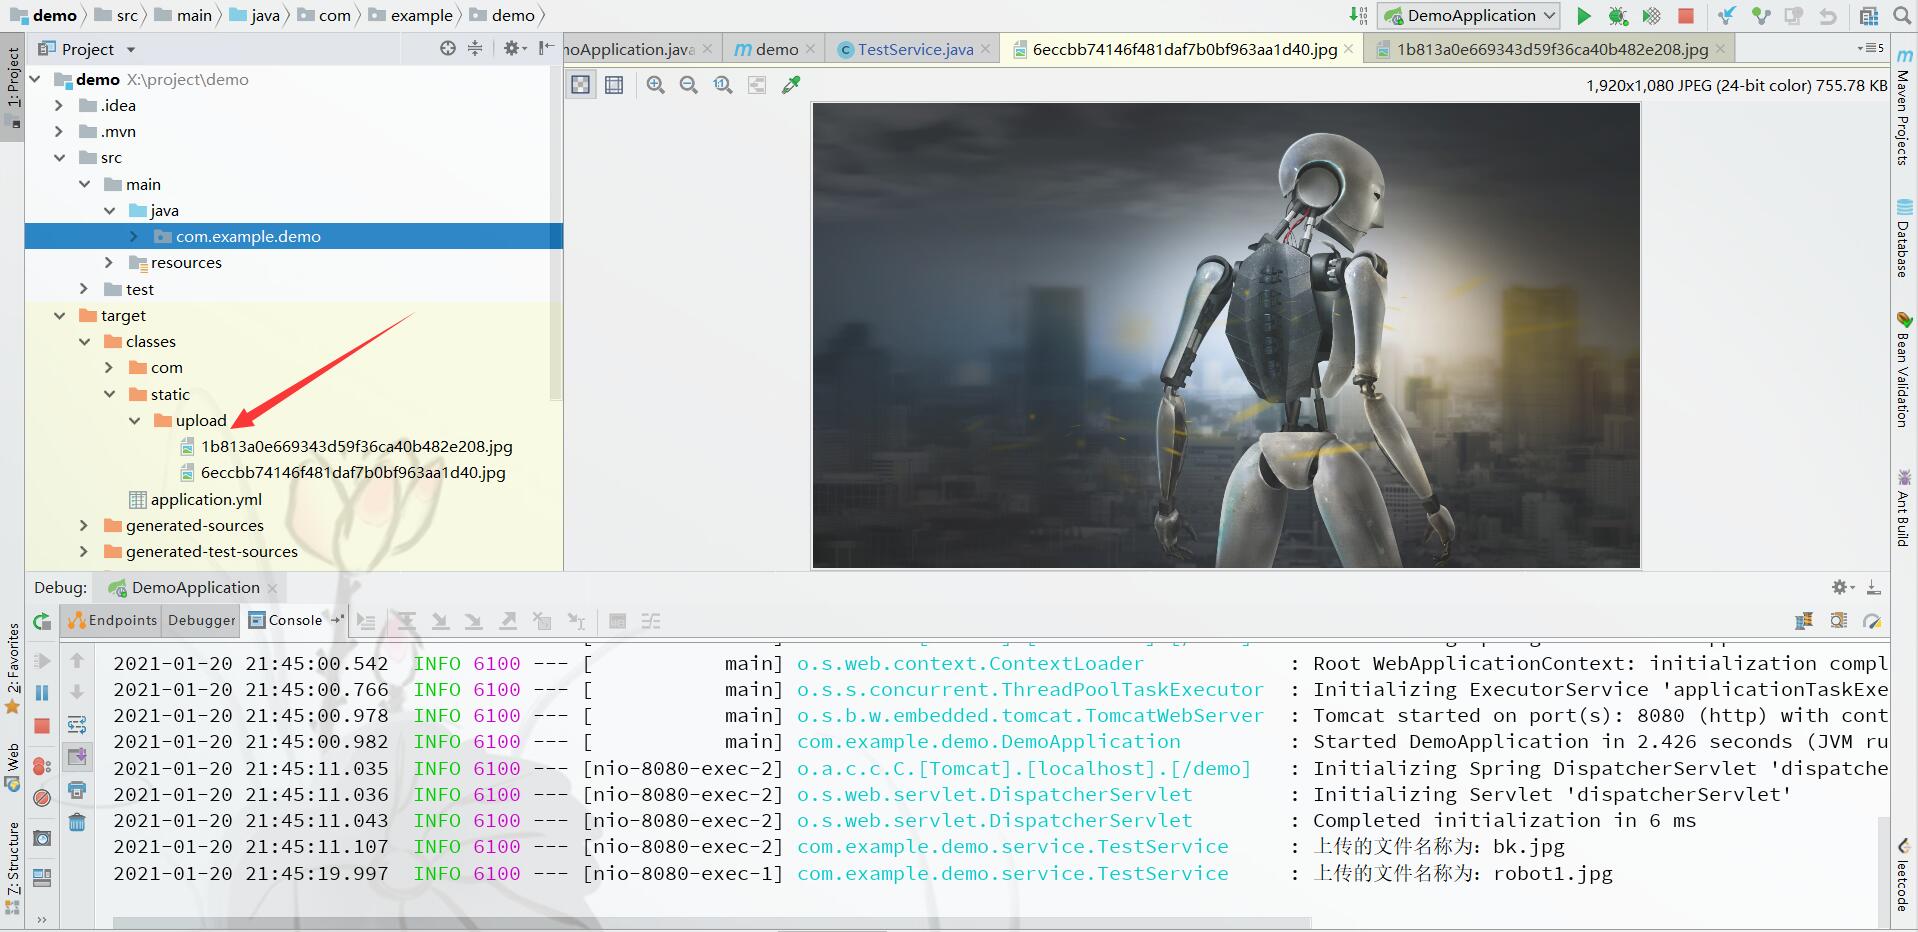 demo src main java com example demo DemoApplication
1: Project
Project
demo X:\project\demo
.idea
.mvn
src
main
java
com.example.demo
resources
test
target
classes
com
static
upload
1b813a0e669343d59f36ca40b482e208.jpg
6eccbb74146f481daf7b0bf963aa1d40.jpg
application.yml
generated-sources
generated-test-sources
noApplication.java demo TestService.java 6eccbb74146f481daf7b0bf963aa1d40.jpg 1b813a0e669343d59f36ca40b482e208.jpg 5
1,920x1,080 JPEG (24-bit color) 755.78 KB
Maven Projects
Database
Bean Validation
Ant Build
leetcode
Debug: DemoApplication
Endpoints Debugger Console
2021-01-20 21:45:00.542 INFO 6100 --- [ main] o.s.web.context.ContextLoader : Root WebApplicationContext: initialization compl
2021-01-20 21:45:00.766 INFO 6100 --- [ main] o.s.s.concurrent.ThreadPoolTaskExecutor : Initializing ExecutorService 'applicationTaskExe
2021-01-20 21:45:00.978 INFO 6100 --- [ main] o.s.b.w.embedded.tomcat.TomcatWebServer : Tomcat started on port(s): 8080 (http) with cont
2021-01-20 21:45:00.982 INFO 6100 --- [ main] com.example.demo.DemoApplication : Started DemoApplication in 2.426 seconds (JVM ru
2021-01-20 21:45:11.035 INFO 6100 --- [nio-8080-exec-2] o.a.c.c.C.[Tomcat].[localhost].[/demo] : Initializing Spring DispatcherServlet 'dispatche
2021-01-20 21:45:11.036 INFO 6100 --- [nio-8080-exec-2] o.s.web.servlet.DispatcherServlet : Initializing Servlet 'dispatcherServlet'
2021-01-20 21:45:11.043 INFO 6100 --- [nio-8080-exec-2] o.s.web.servlet.DispatcherServlet : Completed initialization in 6 ms
2021-01-20 21:45:11.107 INFO 6100 --- [nio-8080-exec-2] com.example.demo.service.TestService : 上传的文件名称为：bk.jpg
2021-01-20 21:45:19.997 INFO 6100 --- [nio-8080-exec-1] com.example.demo.service.TestService : 上传的文件名称为：robot1.jpg
2: Favorites
Web
Z: Structure